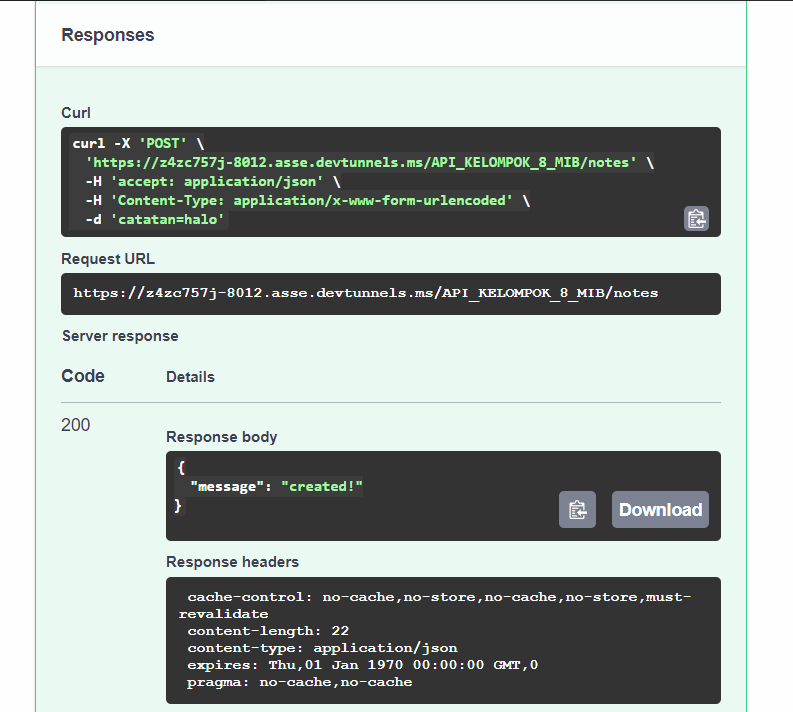 Responses
Curl
curl -X 'POST' \
  'https://z4zc757j-8012.asse.devtunnels.ms/API_KELOMPOK_8_MIB/notes' \
  -H 'accept: application/json' \
  -H 'Content-Type: application/x-www-form-urlencoded' \
  -d 'catatan=halo'
Request URL
https://z4zc757j-8012.asse.devtunnels.ms/API_KELOMPOK_8_MIB/notes
Server response
Code Details
200
Response body
{
  "message": "created!"
}
Download
Response headers
cache-control: no-cache,no-store,no-cache,no-store,must-
revalidate
content-length: 22
content-type: application/json
expires: Thu,01 Jan 1970 00:00:00 GMT,0
pragma: no-cache,no-cache